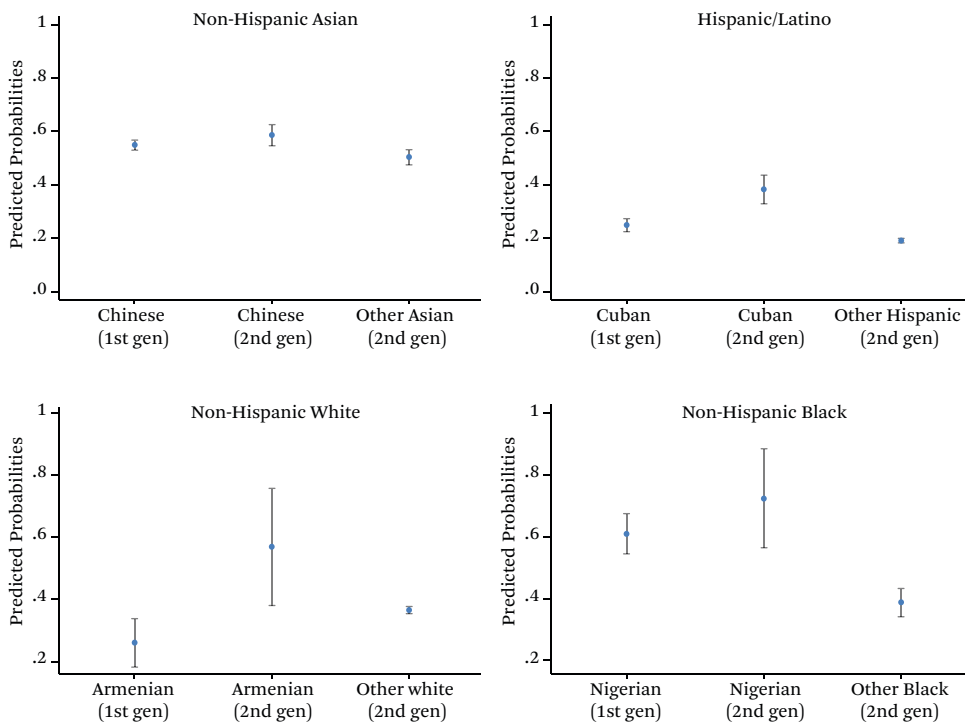 Non-Hispanic Asian
Predicted Probabilities
1
.8
.6
.4
.2
.0
Chinese (1st gen)
Chinese (2nd gen)
Other Asian (2nd gen)
Hispanic/Latino
Predicted Probabilities
1
.8
.6
.4
.2
.0
Cuban (1st gen)
Cuban (2nd gen)
Other Hispanic (2nd gen)
Non-Hispanic White
Predicted Probabilities
1
.8
.6
.4
.2
Armenian (1st gen)
Armenian (2nd gen)
Other white (2nd gen)
Non-Hispanic Black
Predicted Probabilities
1
.8
.6
.4
.2
Nigerian (1st gen)
Nigerian (2nd gen)
Other Black (2nd gen)